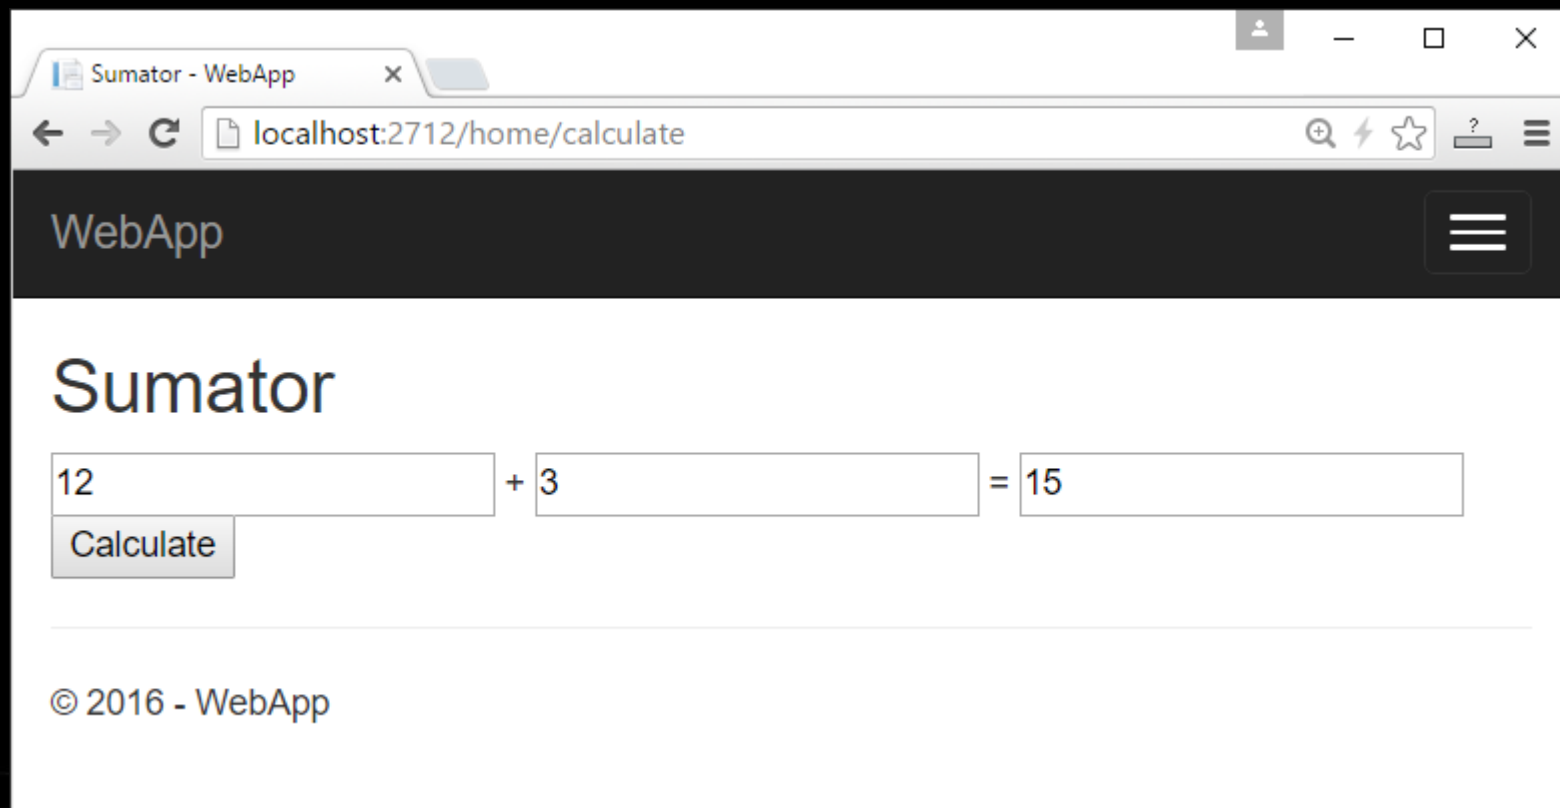 Sumator - WebApp
localhost:2712/home/calculate
?
WebApp
Sumator
12 + 3 = 15
Calculate
© 2016 - WebApp